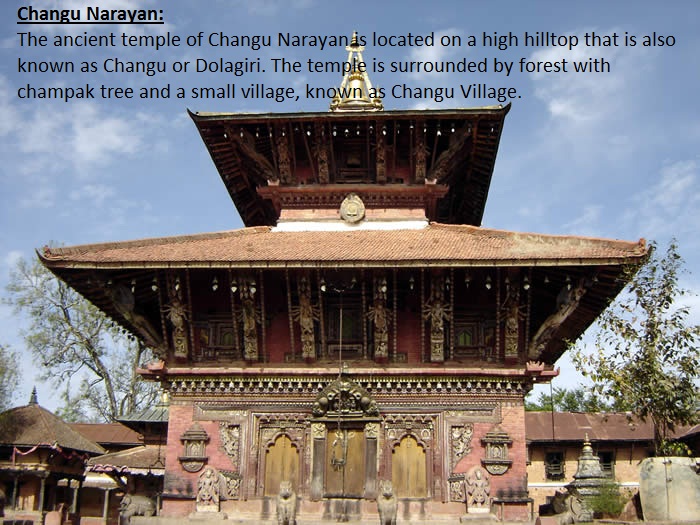 Changu Narayan:
The ancient temple of Changu Narayan is located on a high hilltop that is also
known as Changu or Dolagiri. The temple is surrounded by forest with
champak tree and a small village, known as Changu Village.